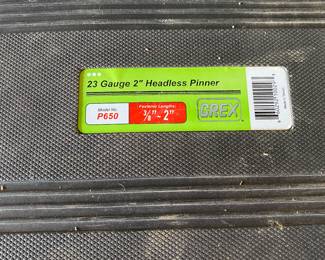 23 Gauge 2" Headless Pinner
Model No.
P650
Fastener Lengths:
3/8"~2"
GREX